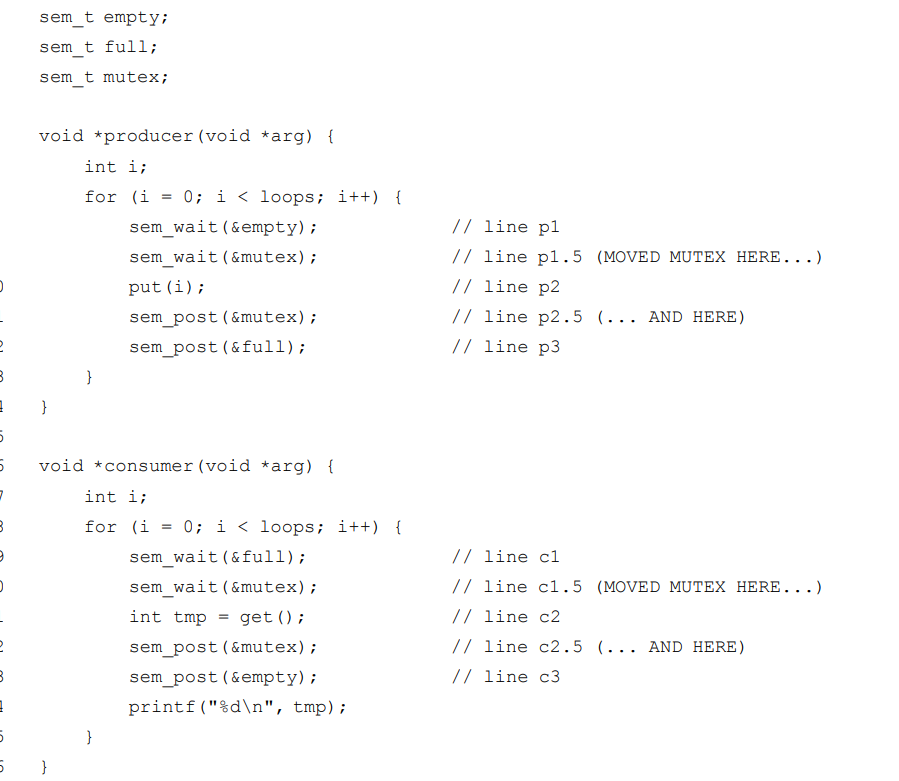 sem_t empty;
sem_t full;
sem_t mutex;

void *producer(void *arg) {
    int i;
    for (i = 0; i < loops; i++) {
        sem_wait(&empty);            // line p1
        sem_wait(&mutex);            // line p1.5 (MOVED MUTEX HERE...)
        put(i);                      // line p2
        sem_post(&mutex);            // line p2.5 (... AND HERE)
        sem_post(&full);             // line p3
    }
}

void *consumer(void *arg) {
    int i;
    for (i = 0; i < loops; i++) {
        sem_wait(&full);             // line c1
        sem_wait(&mutex);            // line c1.5 (MOVED MUTEX HERE...)
        int tmp = get();             // line c2
        sem_post(&mutex);            // line c2.5 (... AND HERE)
        sem_post(&empty);            // line c3
        printf("%d\n", tmp);
    }
}